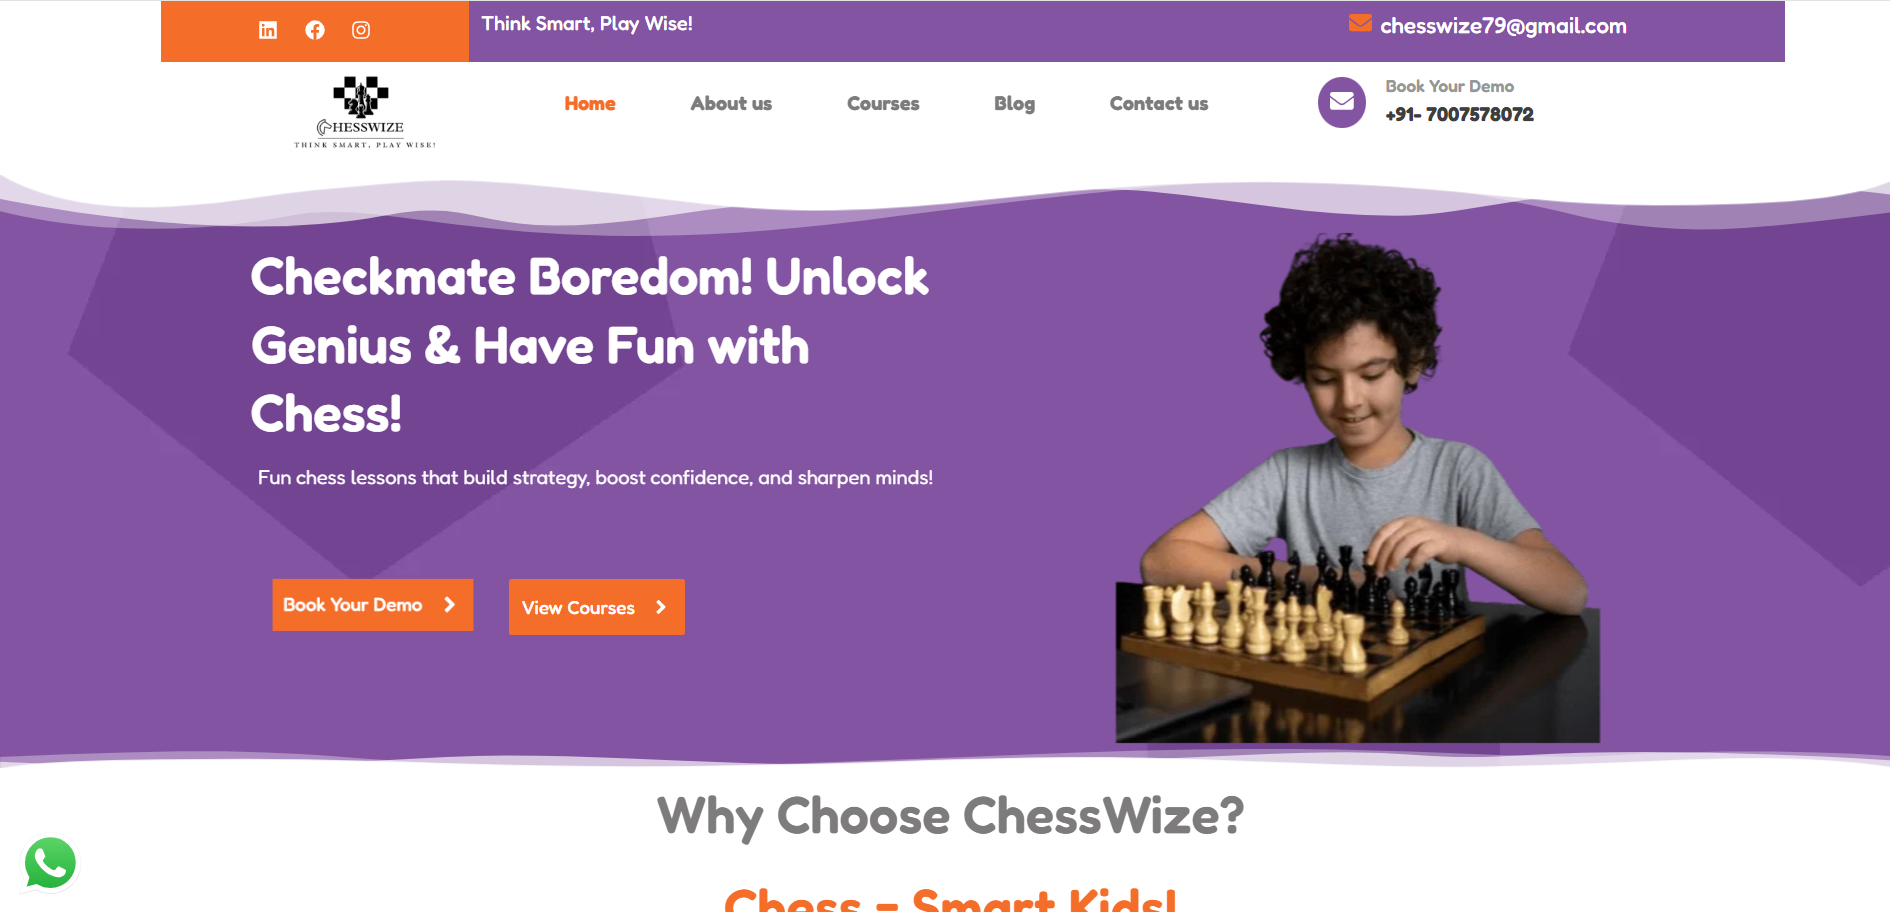 Think Smart, Play Wise!
chesswize79@gmail.com
HESSWIZE
THINK SMART, PLAY WISE!
Home
About us
Courses
Blog
Contact us
Book Your Demo
+91- 7007578072
Checkmate Boredom! Unlock
Genius & Have Fun with
Chess!
Fun chess lessons that build strategy, boost confidence, and sharpen minds!
Book Your Demo
View Courses
Why Choose ChessWize?
Chess = Smart Kids!